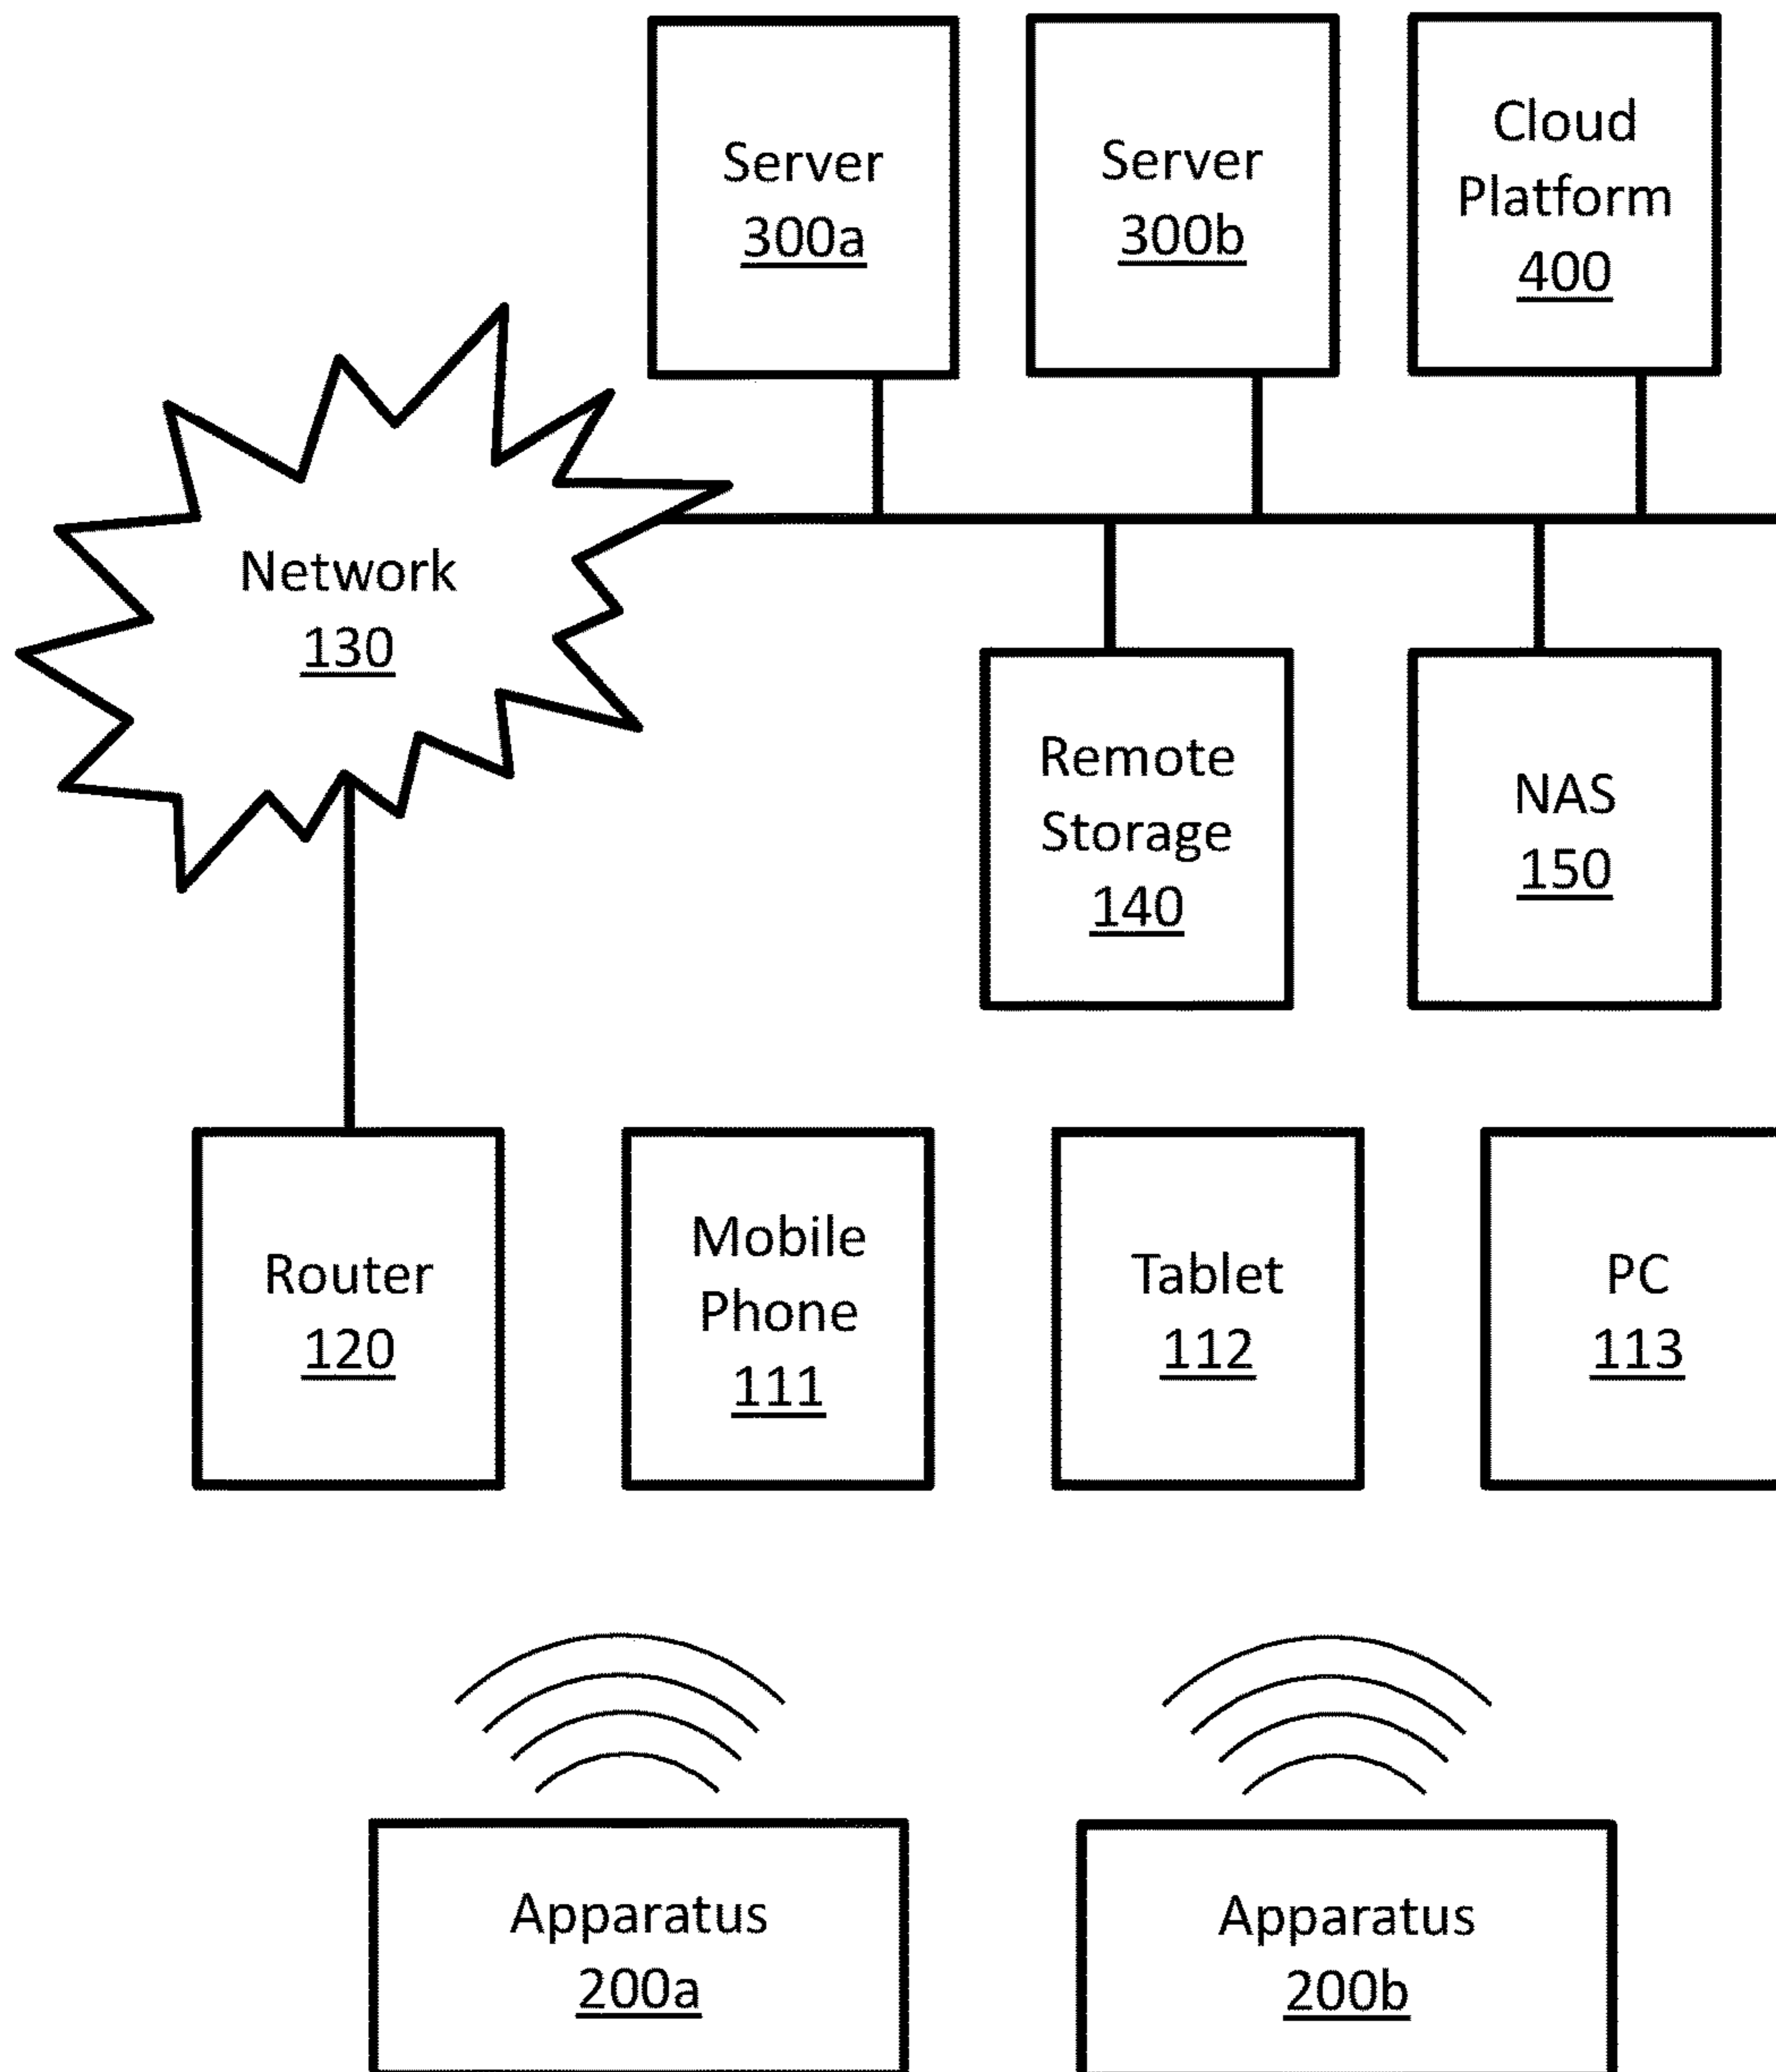 Server
300a
Server
300b
Cloud
Platform
400
Network
130
Remote
Storage
140
NAS
150
Router
120
Mobile
Phone
111
Tablet
112
PC
113
Apparatus
200a
Apparatus
200b